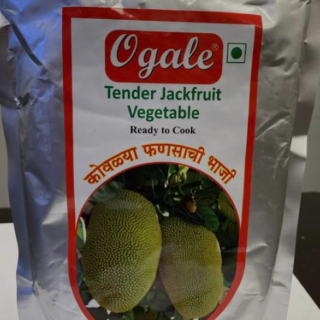 Ogale®
Tender Jackfruit
Vegetable
Ready to Cook
कोवळ्या फणसाची भाजी